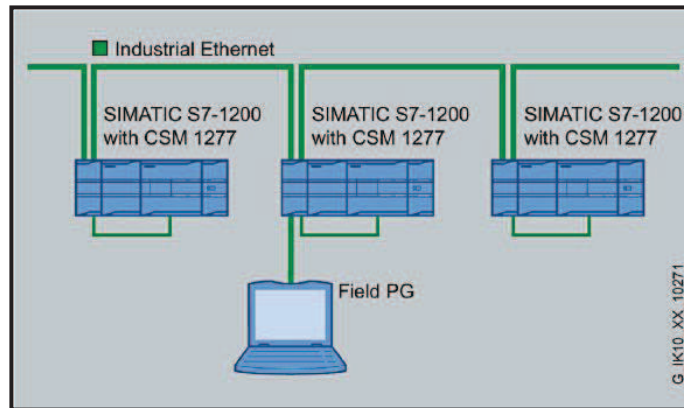 Industrial Ethernet
SIMATIC S7-1200
with CSM 1277
SIMATIC S7-1200
with CSM 1277
SIMATIC S7-1200
with CSM 1277
Field PG
G_IK10_XX_10271